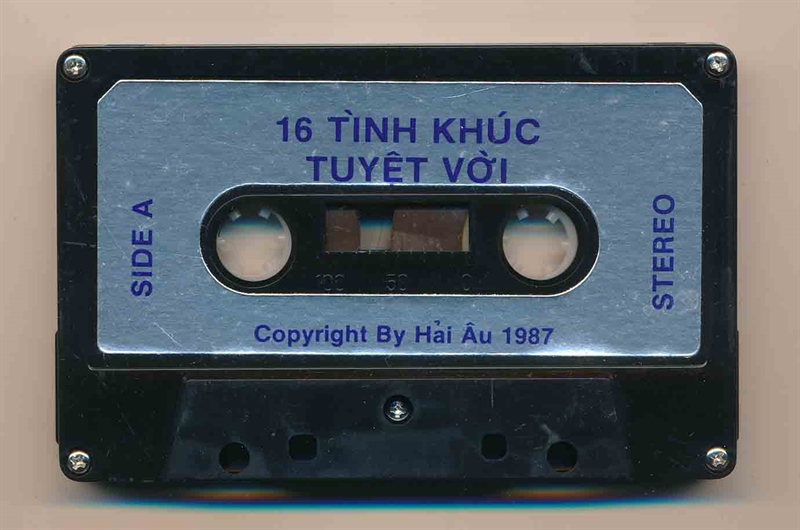 16 TÌNH KHÚC
TUYỆT VỜI
SIDE A
STEREO
100 50 0
Copyright By Hải Âu 1987